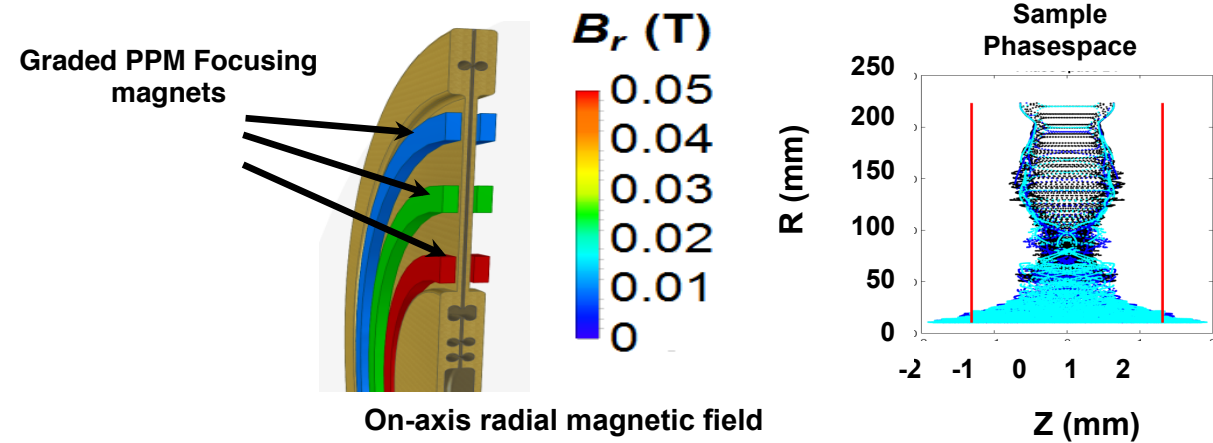 Graded PPM Focusing
magnets
B_r (T)
0.05
0.04
0.03
0.02
0.01
0
On-axis radial magnetic field
Sample
Phasespace
250
200
150
100
50
0
R (mm)
-2 -1 0 1 2
Z (mm)